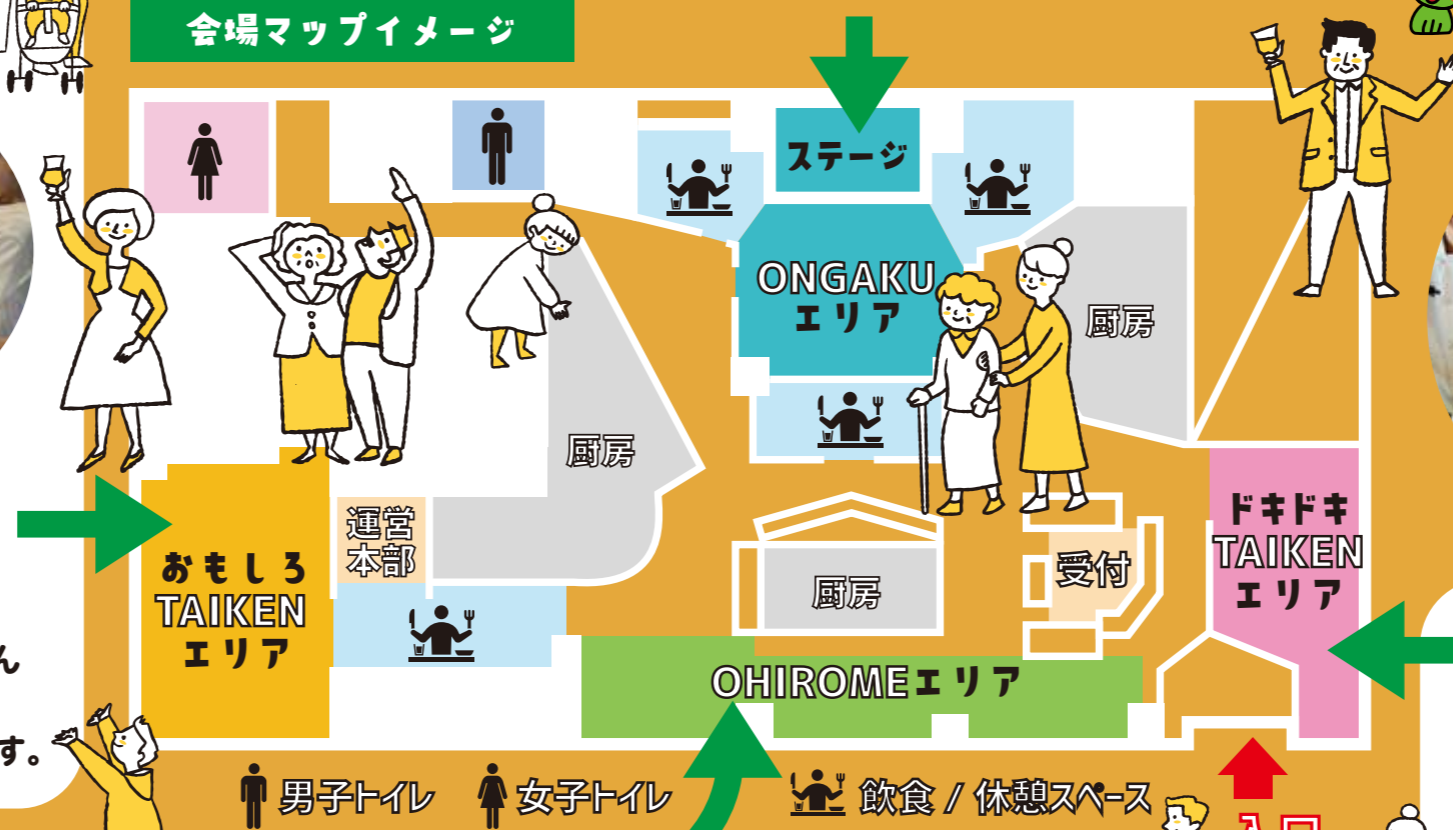 会場マップイメージ
ステージ
ONGAKU
エリア
厨房
厨房
運営
本部
おもしろ
TAIKEN
エリア
厨房
受付
ドキドキ
TAIKEN
エリア
OHIROMEエリア
ん
す。
男子トイレ
女子トイレ
飲食 / 休憩スペース